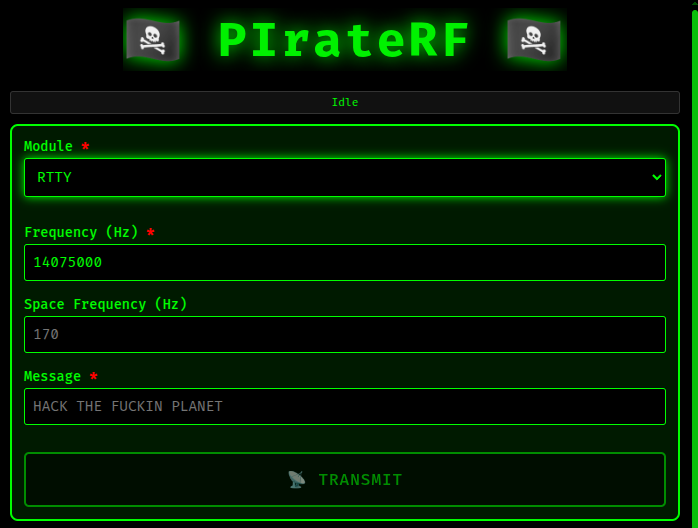 PIrateRF
Idle
Module *
RTTY
Frequency (Hz) *
14075000
Space Frequency (Hz)
170
Message *
HACK THE FUCKIN PLANET
TRANSMIT